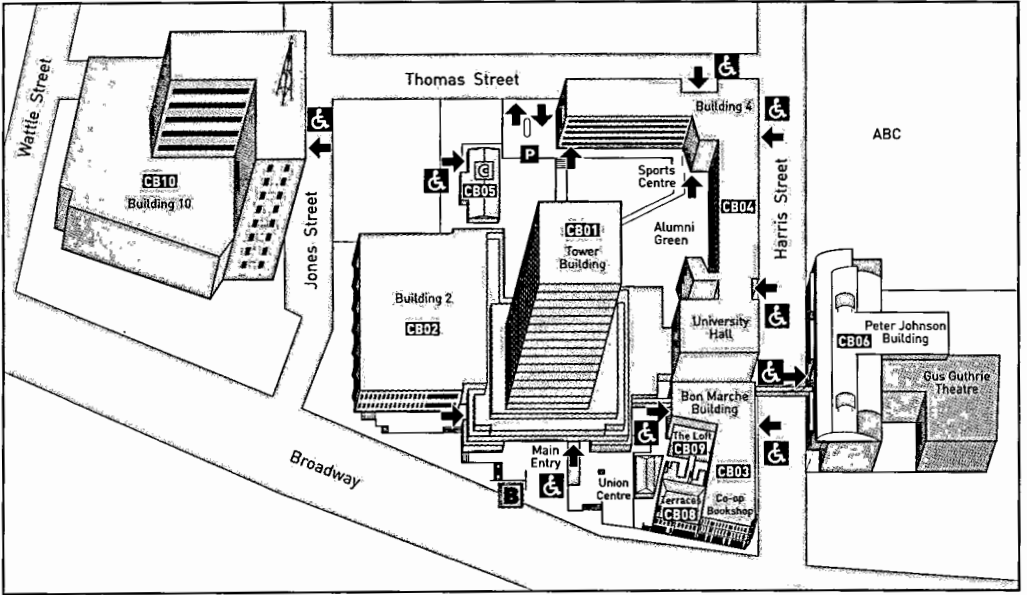 Wattle Street
Thomas Street
Building 4
ABC
P
C
CB05
Sports
Centre
CB10
Building 10
CB04
Harris Street
Jones Street
CB01
Tower
Building
Alumni
Green
Building 2
CB02
University
Hall
Peter Johnson
Building
CB06
Gus Guthrie
Theatre
Bon Marche
Building
The Loft
CB09
Main
Entry
CB03
Broadway
B
Union
Centre
Terraces
CB08
Co-op
Bookshop